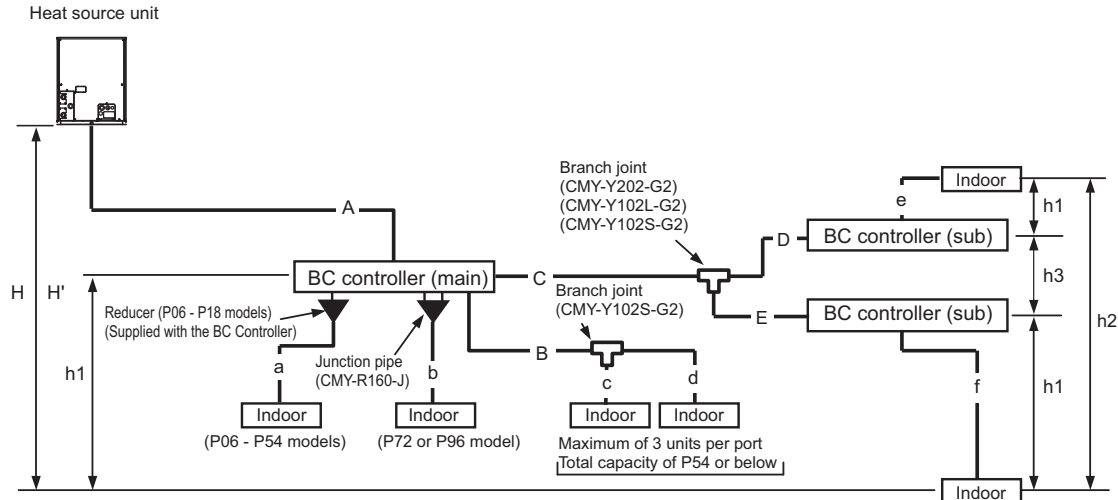 Heat source unit
H
H'
h1
A
BC controller (main)
Reducer (P06 - P18 models)
(Supplied with the BC Controller)
Junction pipe
(CMY-R160-J)
a
b
Indoor
(P06 - P54 models)
Indoor
(P72 or P96 model)
B
C
Branch joint
(CMY-Y202-G2)
(CMY-Y102L-G2)
(CMY-Y102S-G2)
Branch joint
(CMY-Y102S-G2)
c
d
Indoor
Indoor
Maximum of 3 units per port
Total capacity of P54 or below
D
E
e
Indoor
BC controller (sub)
BC controller (sub)
f
Indoor
h1
h3
h1
h2